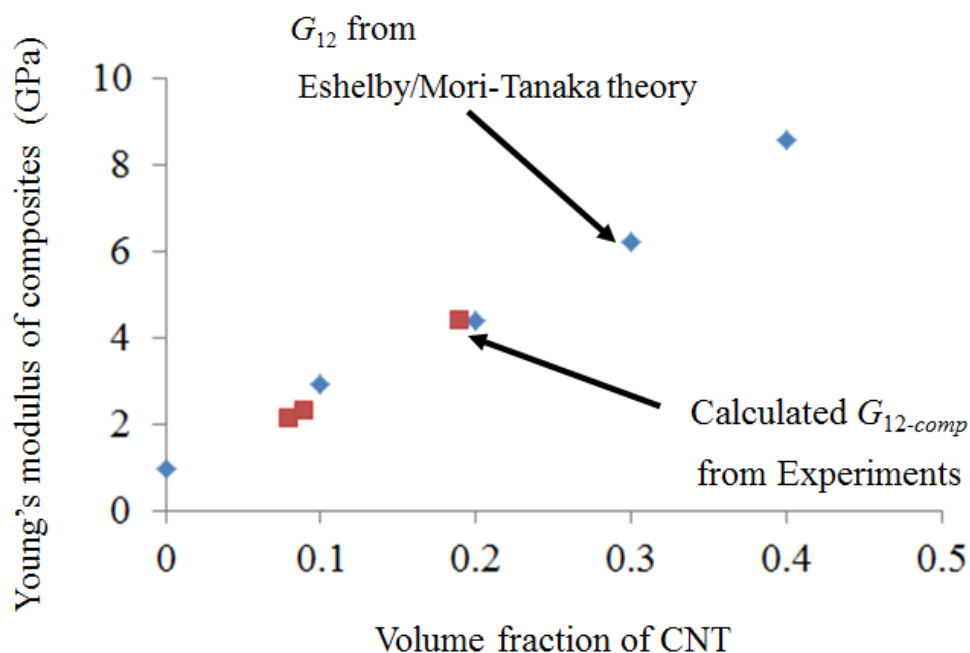 G12 from
Eshelby/Mori-Tanaka theory
Young's modulus of composites (GPa)
10
8
6
4
2
0
Calculated G12-comp
from Experiments
0 0.1 0.2 0.3 0.4 0.5
Volume fraction of CNT